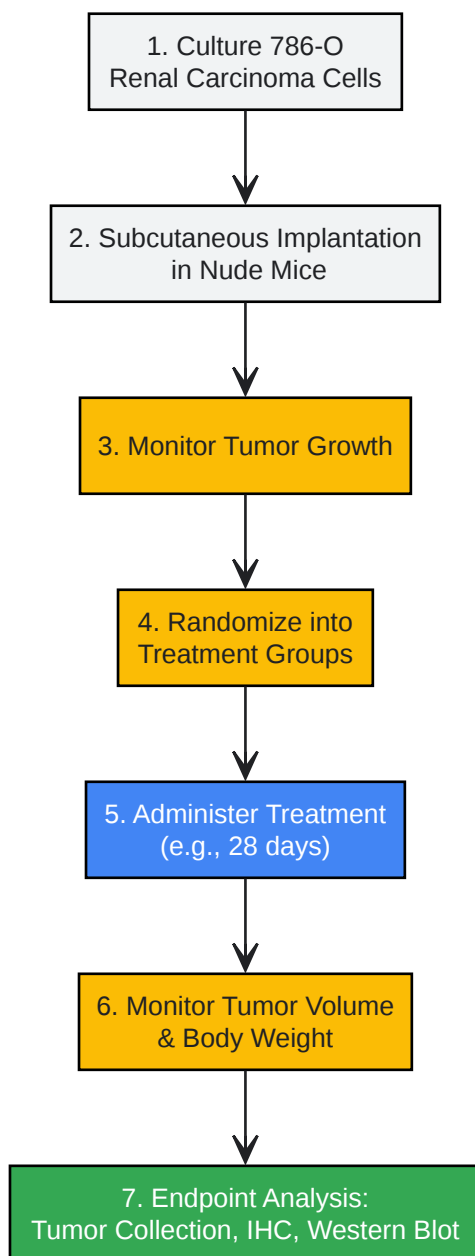 1. Culture 786-O
Renal Carcinoma Cells
2. Subcutaneous Implantation
in Nude Mice
3. Monitor Tumor Growth
4. Randomize into
Treatment Groups
5. Administer Treatment
(e.g., 28 days)
6. Monitor Tumor Volume
& Body Weight
7. Endpoint Analysis:
Tumor Collection, IHC, Western Blot